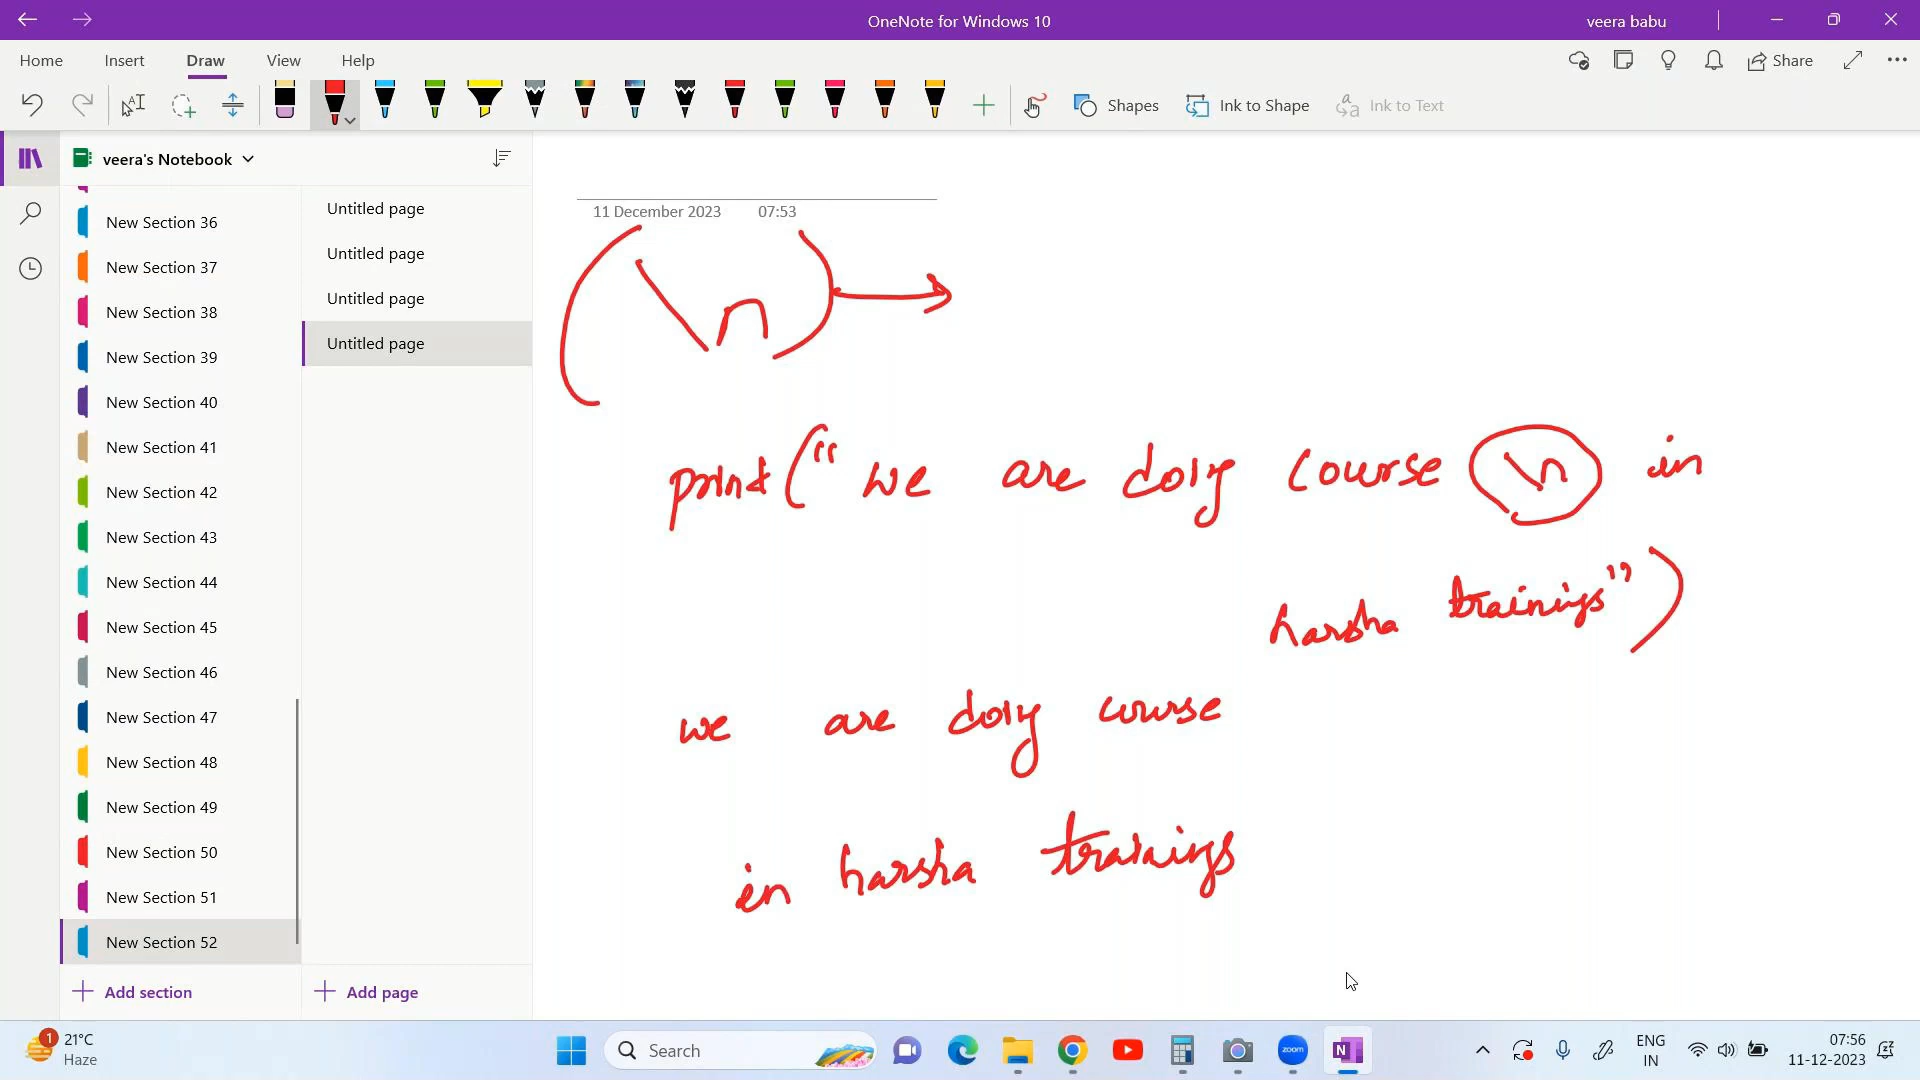 OneNote for Windows 10
veera babu
Home Insert Draw View Help
Share
Shapes Ink to Shape Ink to Text
veera's Notebook
New Section 36
New Section 37
New Section 38
New Section 39
New Section 40
New Section 41
New Section 42
New Section 43
New Section 44
New Section 45
New Section 46
New Section 47
New Section 48
New Section 49
New Section 50
New Section 51
New Section 52
Add section
Untitled page
Untitled page
Untitled page
Untitled page
Add page
11 December 2023 07:53
(\n)
print("we are doing course \n in
harsha trainings")
we are doing course
in harsha trainings
1
21°C
Haze
Search
zoom
N
ENG
IN
07:56
11-12-2023